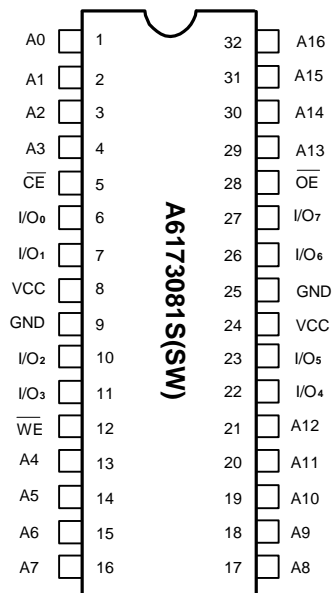 A0 1 32 A16
A1 2 31 A15
A2 3 30 A14
A3 4 29 A13
CE 5 28 OE
I/O0 6 27 I/O7
I/O1 7 26 I/O6
VCC 8 25 GND
GND 9 24 VCC
I/O2 10 23 I/O5
I/O3 11 22 I/O4
WE 12 21 A12
A4 13 20 A11
A5 14 19 A10
A6 15 18 A9
A7 16 17 A8
A6173081S(SW)